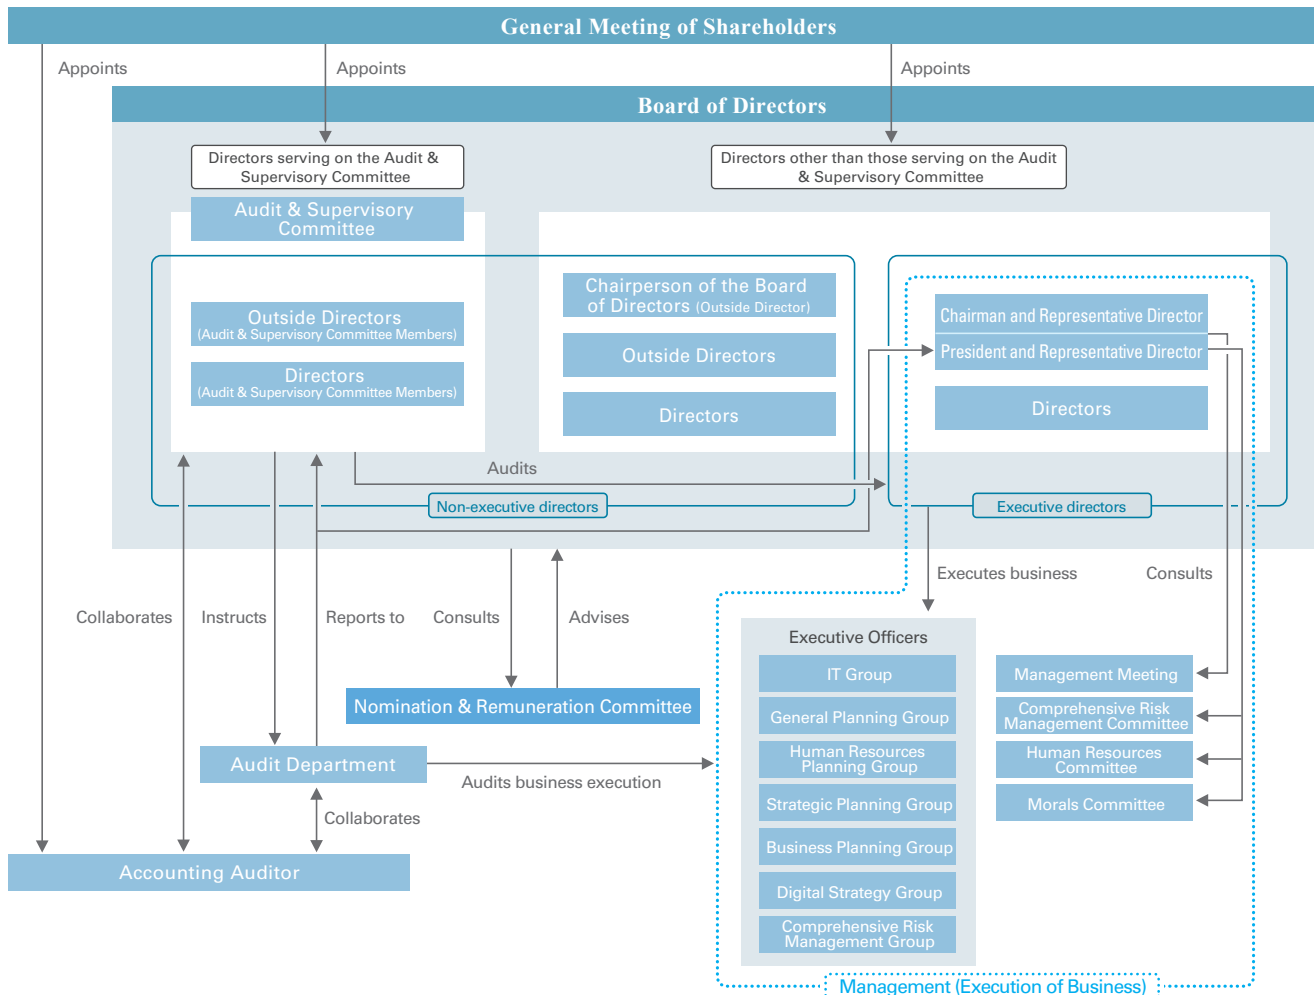 General Meeting of Shareholders
Appoints
Appoints
Appoints
Board of Directors
Directors serving on the Audit &
Supervisory Committee
Directors other than those serving on the Audit
& Supervisory Committee
Audit & Supervisory
Committee
Outside Directors
(Audit & Supervisory Committee Members)
Directors
(Audit & Supervisory Committee Members)
Chairperson of the Board
of Directors (Outside Director)
Outside Directors
Directors
Chairman and Representative Director
President and Representative Director
Directors
Audits
Non-executive directors
Executive directors
Collaborates
Instructs
Reports to
Consults
Advises
Executes business
Consults
Nomination & Remuneration Committee
Audit Department
Audits business execution
Collaborates
Accounting Auditor
Executive Officers
IT Group
General Planning Group
Human Resources
Planning Group
Strategic Planning Group
Business Planning Group
Digital Strategy Group
Comprehensive Risk
Management Group
Management Meeting
Comprehensive Risk
Management Committee
Human Resources
Committee
Morals Committee
Management (Execution of Business)